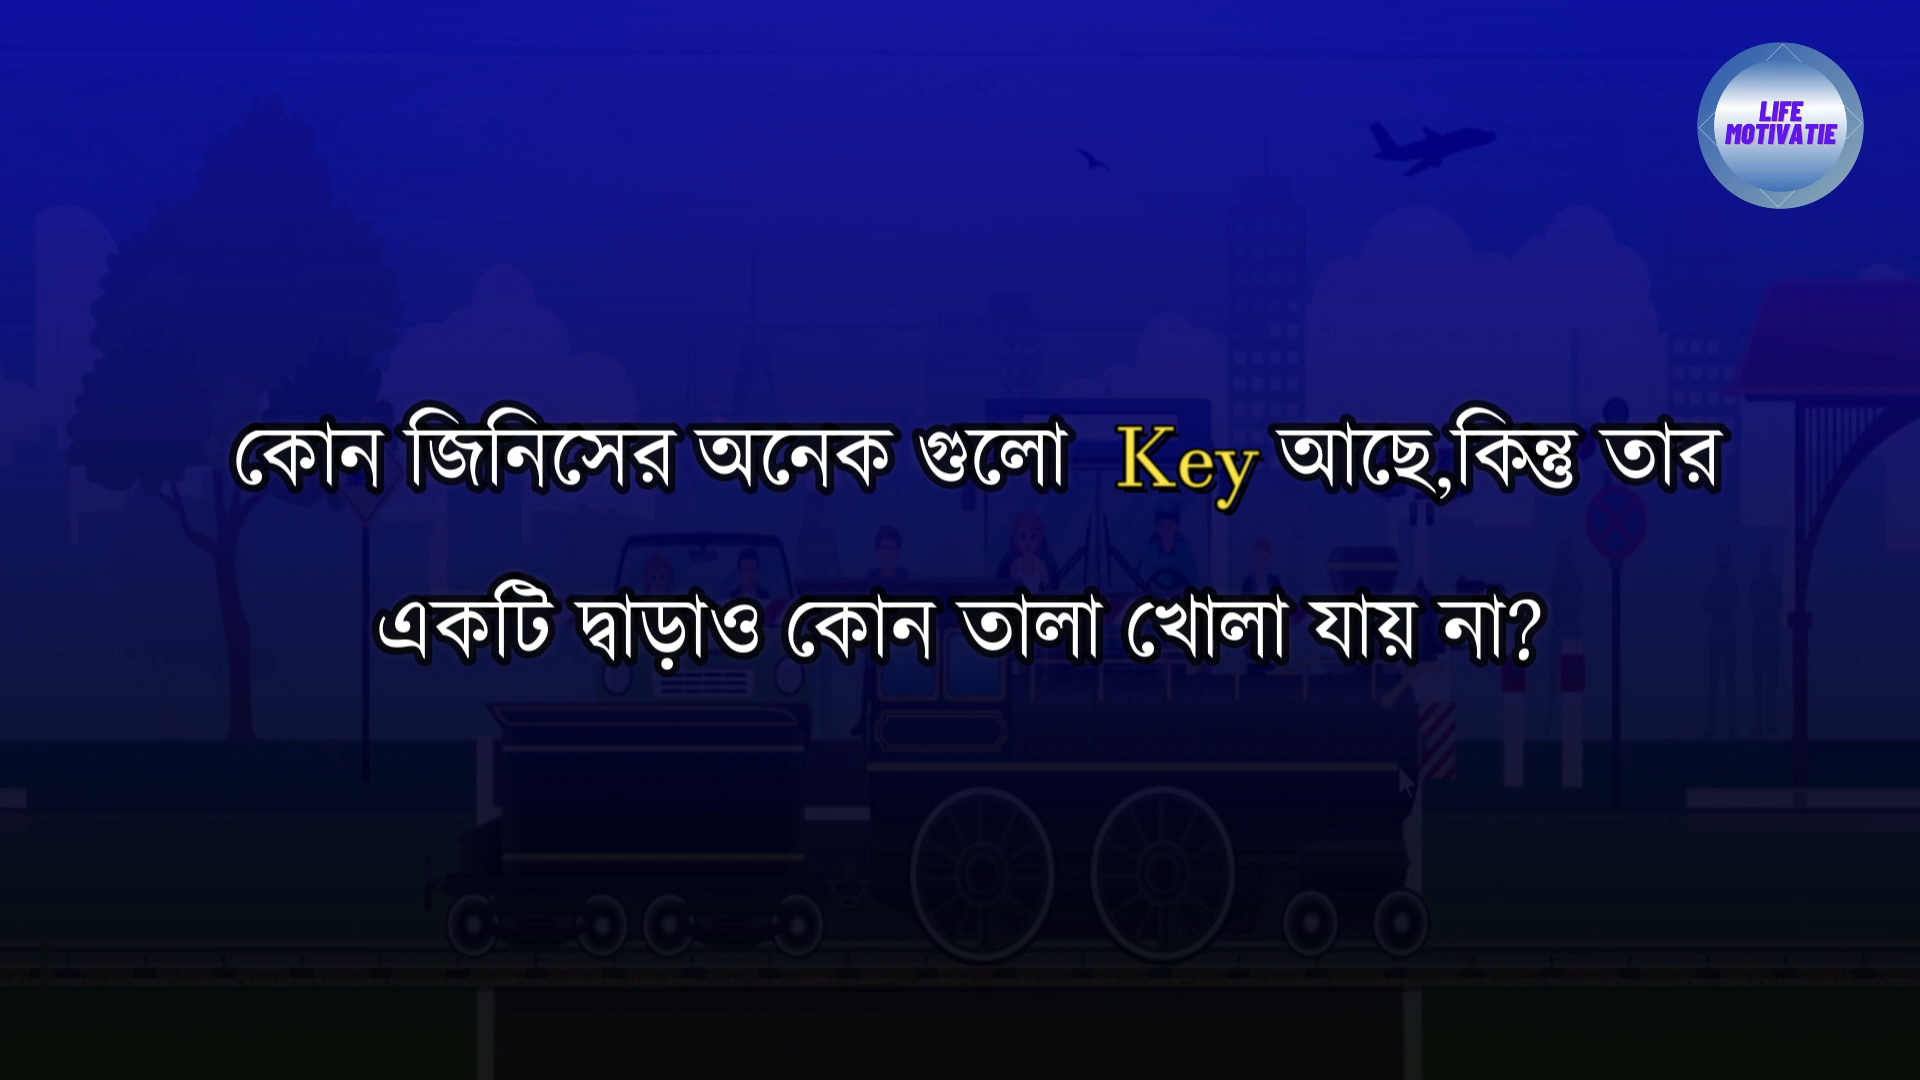 LIFE
MOTIVATIE
কোন জিনিসের অনেক গুলো Key আছে,কিন্তু তার
একটি দ্বাড়াও কোন তালা খোলা যায় না?